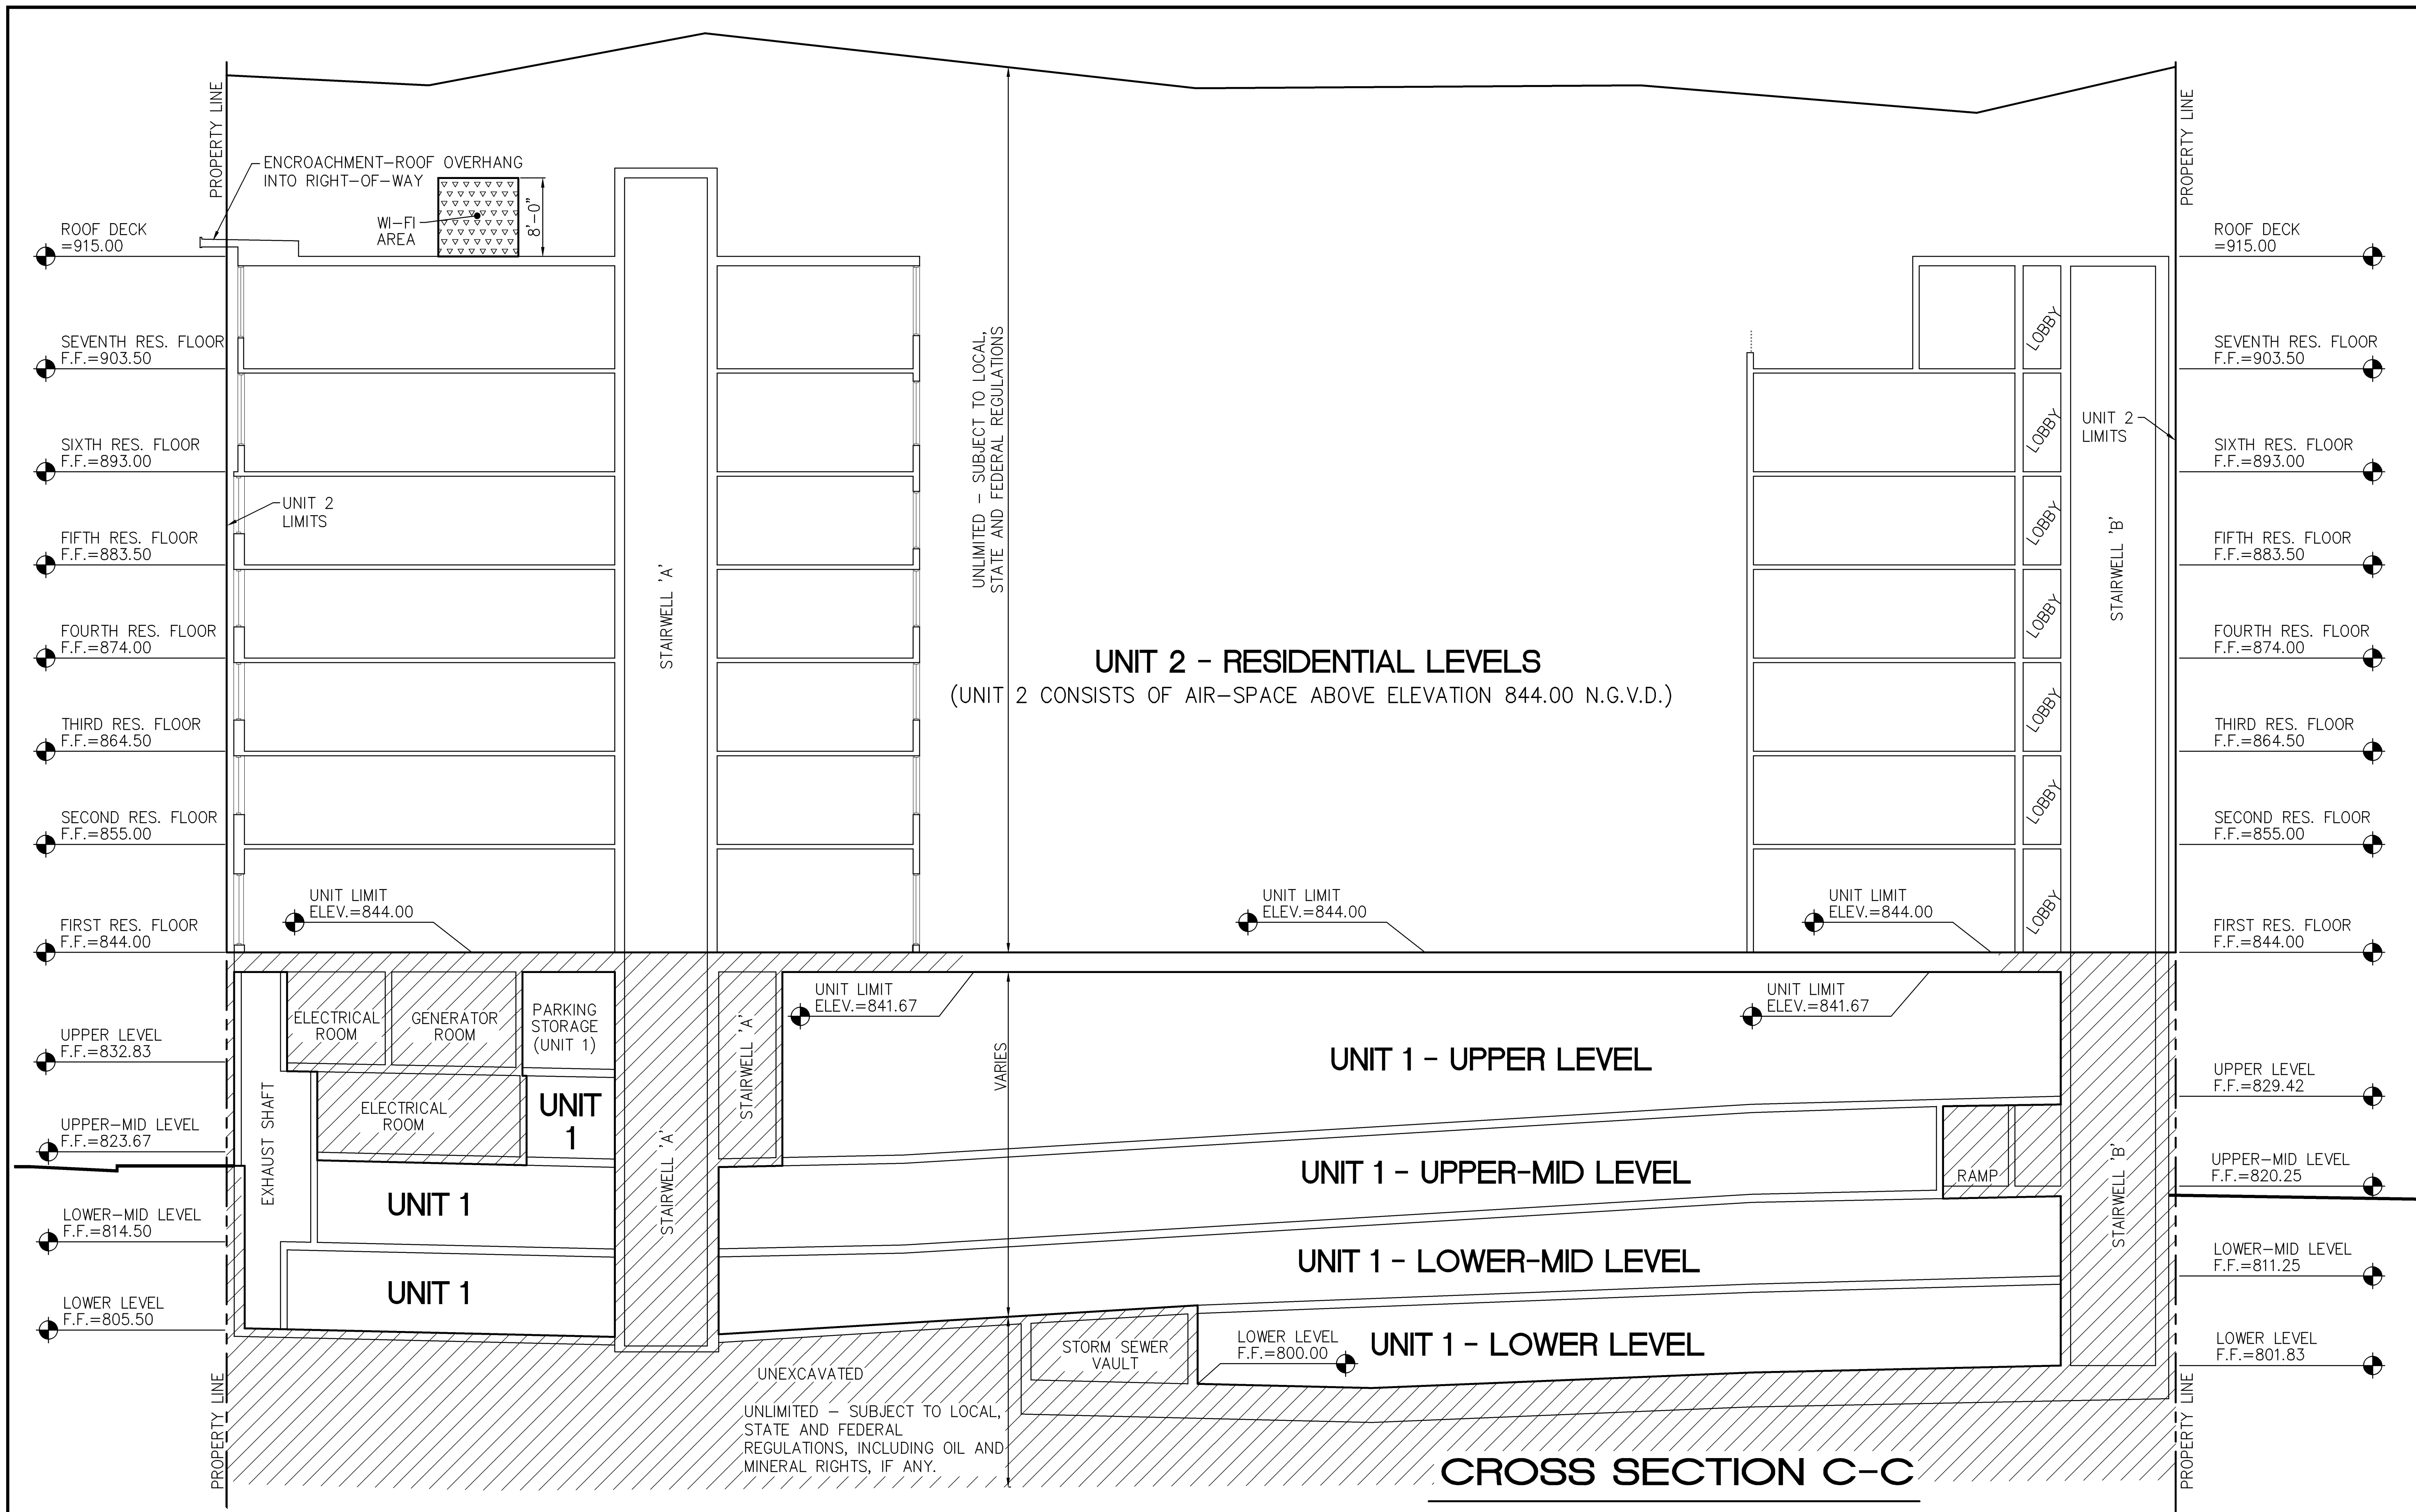 PROPERTY LINE
PROPERTY LINE
ENCROACHMENT-ROOF OVERHANG
INTO RIGHT-OF-WAY
WI-FI
AREA
8'-0"
ROOF DECK
=915.00
SEVENTH RES. FLOOR
F.F.=903.50
SIXTH RES. FLOOR
F.F.=893.00
FIFTH RES. FLOOR
F.F.=883.50
FOURTH RES. FLOOR
F.F.=874.00
THIRD RES. FLOOR
F.F.=864.50
SECOND RES. FLOOR
F.F.=855.00
FIRST RES. FLOOR
F.F.=844.00
UPPER LEVEL
F.F.=832.83
UPPER-MID LEVEL
F.F.=823.67
LOWER-MID LEVEL
F.F.=814.50
LOWER LEVEL
F.F.=805.50
PROPERTY LINE
UNIT 2
LIMITS
STAIRWELL 'A'
UNLIMITED - SUBJECT TO LOCAL,
STATE AND FEDERAL REGULATIONS
UNIT 2 - RESIDENTIAL LEVELS
(UNIT 2 CONSISTS OF AIR-SPACE ABOVE ELEVATION 844.00 N.G.V.D.)
LOBBY
LOBBY
LOBBY
LOBBY
LOBBY
LOBBY
LOBBY
UNIT 2
LIMITS
STAIRWELL 'B'
UNIT LIMIT
ELEV.=844.00
UNIT LIMIT
ELEV.=844.00
UNIT LIMIT
ELEV.=844.00
ELECTRICAL
ROOM
GENERATOR
ROOM
PARKING
STORAGE
(UNIT 1)
STAIRWELL 'A'
UNIT LIMIT
ELEV.=841.67
UNIT LIMIT
ELEV.=841.67
EXHAUST SHAFT
ELECTRICAL
ROOM
UNIT
1
STAIRWELL 'A'
VARIES
UNIT 1 - UPPER LEVEL
UNIT 1 - UPPER-MID LEVEL
RAMP
STAIRWELL 'B'
UNIT 1
UNIT 1 - LOWER-MID LEVEL
UNIT 1
STORM SEWER
VAULT
LOWER LEVEL
F.F.=800.00
UNIT 1 - LOWER LEVEL
UNEXCAVATED
UNLIMITED - SUBJECT TO LOCAL,
STATE AND FEDERAL
REGULATIONS, INCLUDING OIL AND
MINERAL RIGHTS, IF ANY.
CROSS SECTION C-C
ROOF DECK
=915.00
SEVENTH RES. FLOOR
F.F.=903.50
SIXTH RES. FLOOR
F.F.=893.00
FIFTH RES. FLOOR
F.F.=883.50
FOURTH RES. FLOOR
F.F.=874.00
THIRD RES. FLOOR
F.F.=864.50
SECOND RES. FLOOR
F.F.=855.00
FIRST RES. FLOOR
F.F.=844.00
UPPER LEVEL
F.F.=829.42
UPPER-MID LEVEL
F.F.=820.25
LOWER-MID LEVEL
F.F.=811.25
LOWER LEVEL
F.F.=801.83
PROPERTY LINE